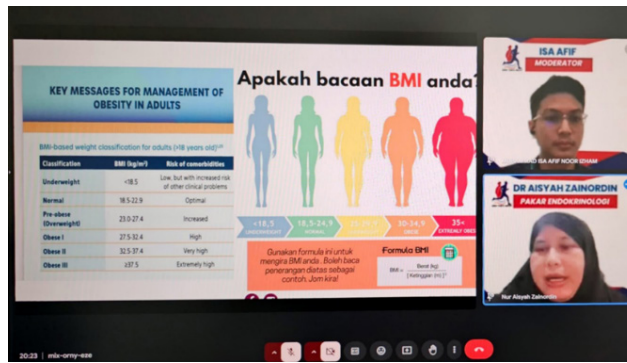 KEY MESSAGES FOR MANAGEMENT OF
OBESITY IN ADULTS
BMI-based weight classification for adults (>18 years old)
Classification BMI (kg/m²) Risk of comorbidities
Underweight <18.5 Low, but with increased risk
of other clinical problems
Normal 18.5-22.9 Optimal
Pre-obese
(Overweight) 23.0-27.4 Increased
Obese I 27.5-32.4 High
Obese II 32.5-37.4 Very high
Obese III ≥37.5 Extremely high
Apakah bacaan BMI anda?
<18,5 18,5-24,9 30-34,9 35<
UNDERWEIGHT NORMAL OBESE EXTREMLY OBESE
Gunakan formula ini untuk
mengira BMI anda. Boleh baca
penerangan diatas sebagai
contoh. Jom kira!
Formula BMI
BMI = Berat (kg)
[Ketinggian (m)]²
ISA AFIF
MODERATOR
ISA AFIF NOOR IZHAM
DR AISYAH ZAINORDIN
PAKAR ENDOKRINOLOGI
Nur Aisyah Zainordin
20:23 | mix-orny-sze